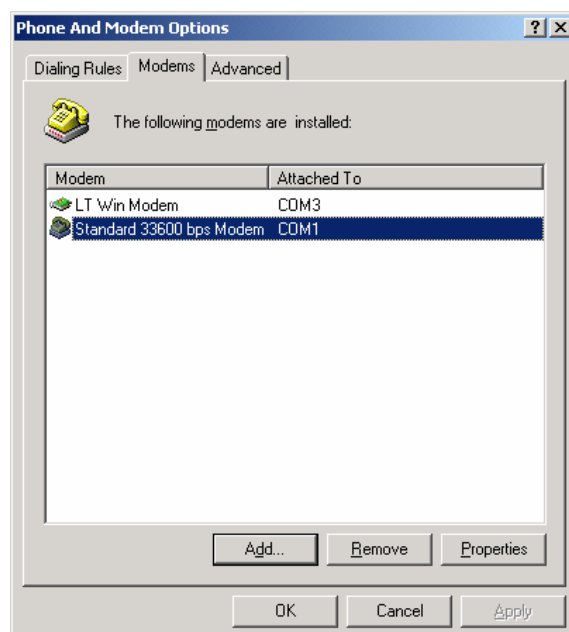 Phone And Modem Options
Dialing Rules Modems Advanced
The following modems are installed:
Modem Attached To
LT Win Modem COM3
Standard 33600 bps Modem COM1
Add... Remove Properties
OK Cancel Apply